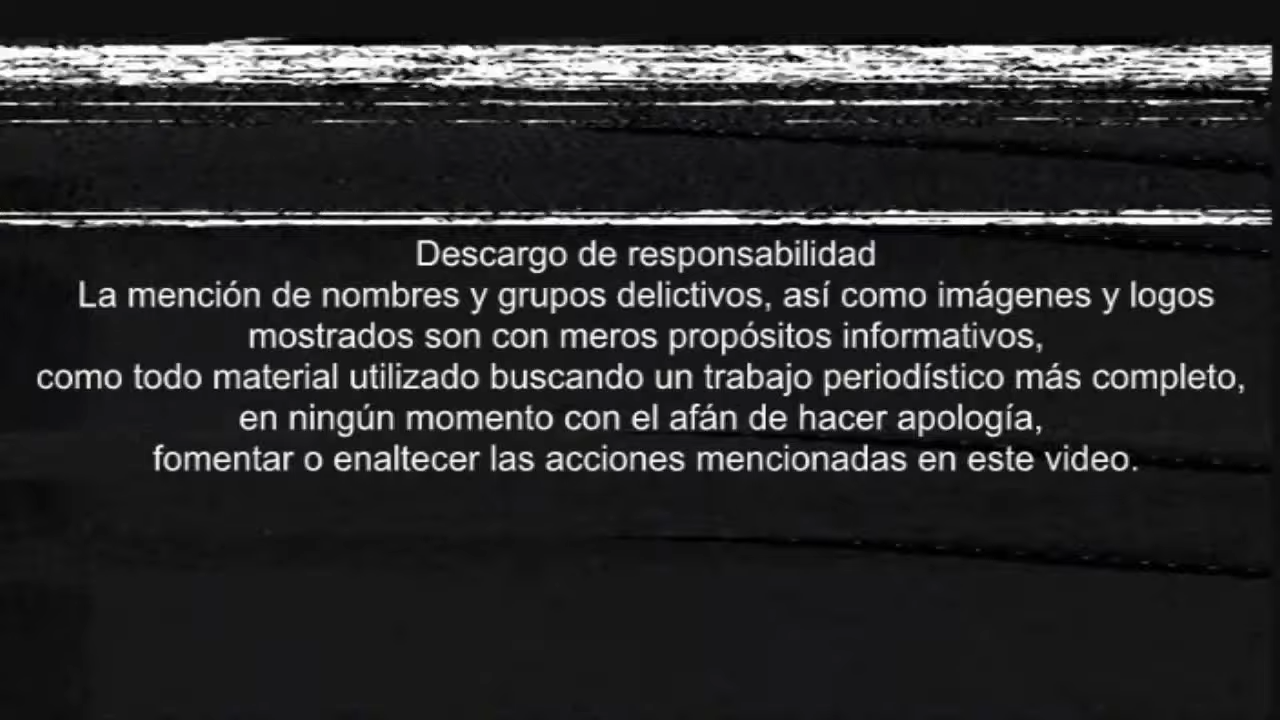 Descargo de responsabilidad
La mención de nombres y grupos delictivos, así como imágenes y logos
mostrados son con meros propósitos informativos,
como todo material utilizado buscando un trabajo periodístico más completo,
en ningún momento con el afán de hacer apología,
fomentar o enaltecer las acciones mencionadas en este video.